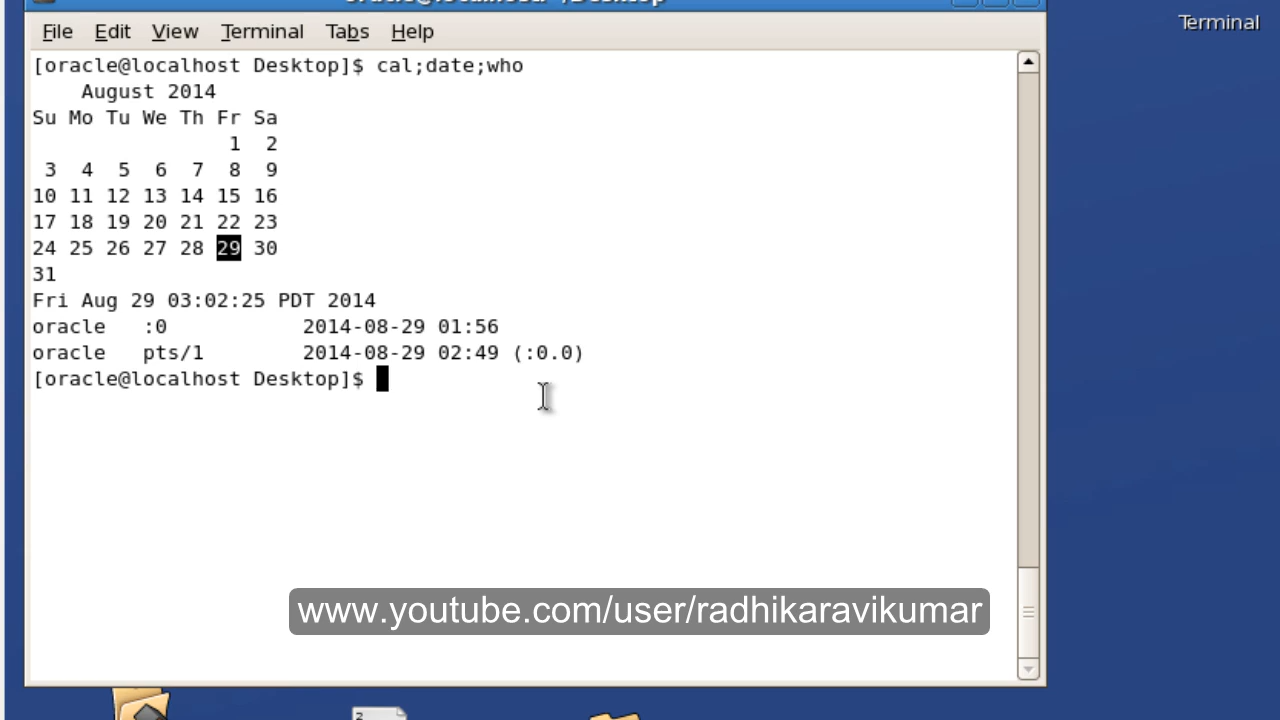 File Edit View Terminal Tabs Help
Terminal
[oracle@localhost Desktop]$ cal;date;who
    August 2014
Su Mo Tu We Th Fr Sa
                1  2
 3  4  5  6  7  8  9
10 11 12 13 14 15 16
17 18 19 20 21 22 23
24 25 26 27 28 29 30
31
Fri Aug 29 03:02:25 PDT 2014
oracle   :0           2014-08-29 01:56
oracle   pts/1        2014-08-29 02:49 (:0.0)
[oracle@localhost Desktop]$
www.youtube.com/user/radhikaravikumar
2